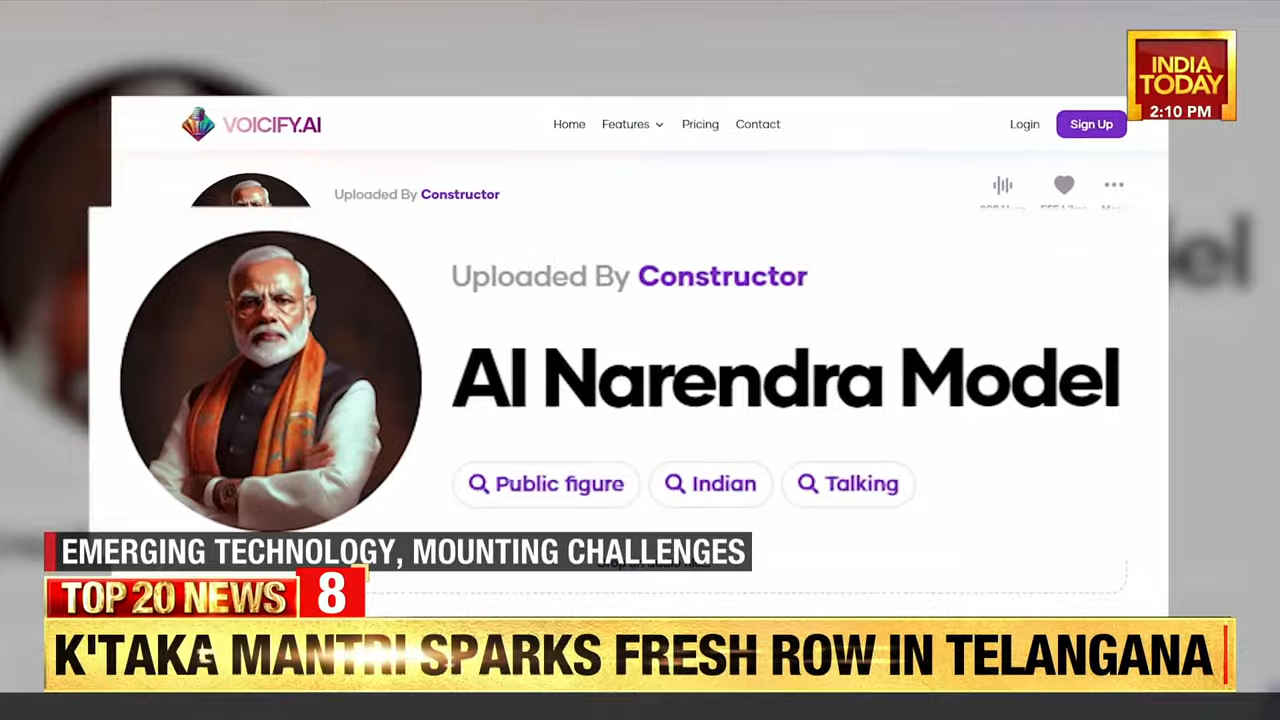 INDIA
TODAY
2:10 PM
VOICIFY.AI
Home Features Pricing Contact
Login Sign Up
Uploaded By Constructor
Uploaded By Constructor
AI Narendra Model
Public figure Indian Talking
EMERGING TECHNOLOGY, MOUNTING CHALLENGES
TOP 20 NEWS 8
K'TAKA MANTRI SPARKS FRESH ROW IN TELANGANA